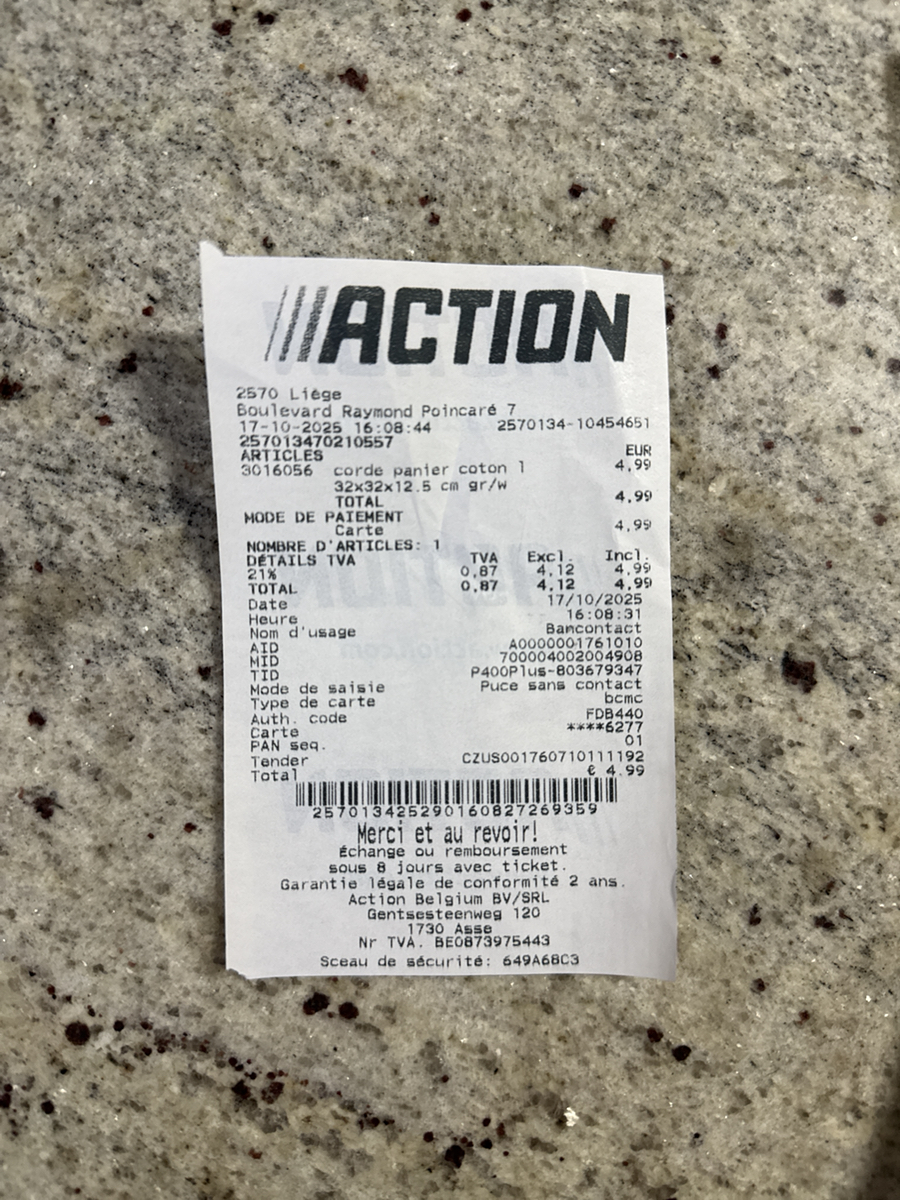 ACTION
2570 Liège
Boulevard Raymond Poincaré 7
17-10-2025 16:08:44 2570134-10454651
257013470210557
ARTICLES EUR
3016056 corde panier coton 1 4,99
32x32x12.5 cm gr/w
TOTAL 4,99
MODE DE PAIEMENT
Carte 4,99
NOMBRE D'ARTICLES: 1
DÉTAILS TVA TVA Excl. Incl.
21% 0,87 4,12 4,99
TOTAL 0,87 4,12 4,99
Date 17/10/2025
Heure 16:08:31
Nom d'usage Bancontact
AID A0000001761010
MID 700004002004908
TID P400Plus-803679347
Mode de saisie Puce sans contact
Type de carte bcmc
Auth. code FDB440
Carte ****6277
PAN seq. 01
Tender CZUS001760710111192
Total € 4.99
257013425290160827269359
Merci et au revoir!
Échange ou remboursement
sous 8 jours avec ticket.
Garantie légale de conformité 2 ans.
Action Belgium BV/SRL
Gentsesteenweg 120
1730 Asse
Nr TVA. BE0873975443
Sceau de sécurité: 649A68C3